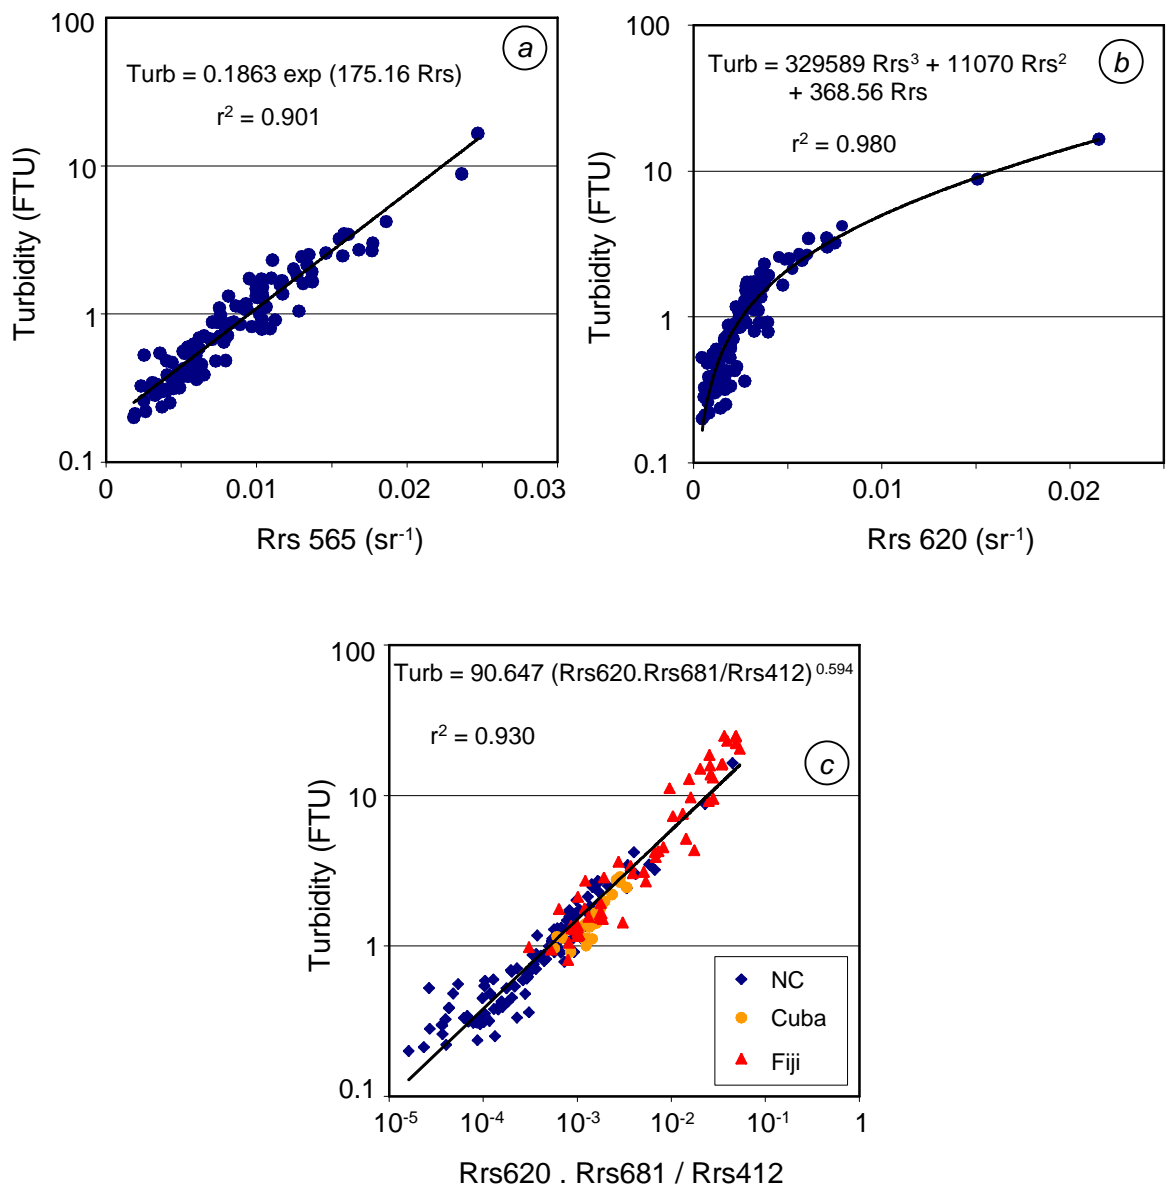 100
a
Turb = 0.1863 exp (175.16 Rrs)
r² = 0.901
10
1
0.1
Turbidity (FTU)
0
0.01
0.02
0.03
Rrs 565 (sr⁻¹)
100
b
Turb = 329589 Rrs³ + 11070 Rrs²
+ 368.56 Rrs
r² = 0.980
10
1
0.1
Turbidity (FTU)
0
0.01
0.02
Rrs 620 (sr⁻¹)
100
Turb = 90.647 (Rrs620.Rrs681/Rrs412)⁰·⁵⁹⁴
r² = 0.930
c
10
1
0.1
Turbidity (FTU)
NC
Cuba
Fiji
10⁻⁵
10⁻⁴
10⁻³
10⁻²
10⁻¹
1
Rrs620 . Rrs681 / Rrs412